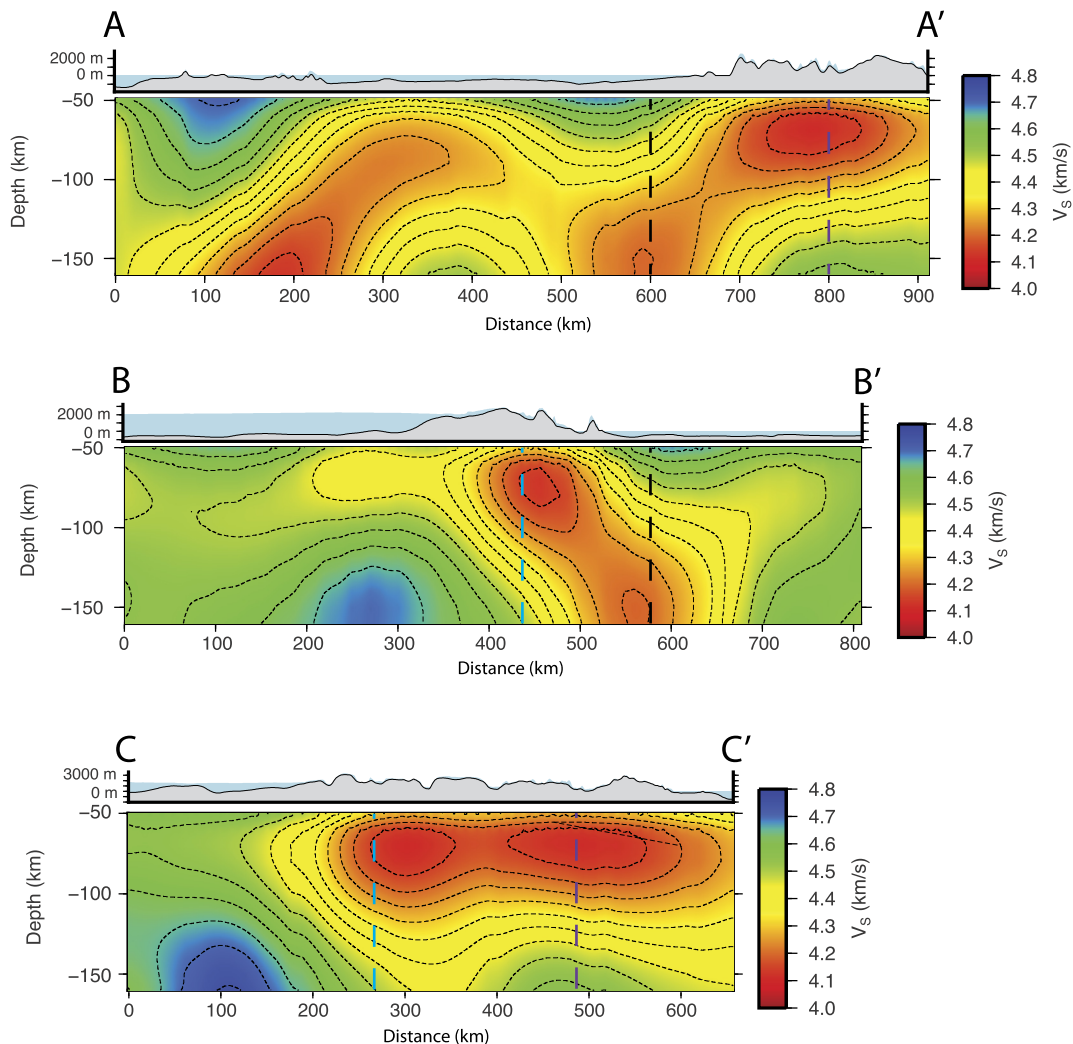 A A′
2000 m
0 m
−50
−100
−150
Depth (km)
0 100 200 300 400 500 600 700 800 900
Distance (km)
4.8
4.7
4.6
4.5
4.4
4.3
4.2
4.1
4.0
VS (km/s)
B B′
2000 m
0 m
−50
−100
−150
Depth (km)
0 100 200 300 400 500 600 700 800
Distance (km)
4.8
4.7
4.6
4.5
4.4
4.3
4.2
4.1
4.0
VS (km/s)
C C′
3000 m
0 m
−50
−100
−150
Depth (km)
0 100 200 300 400 500 600
Distance (km)
4.8
4.7
4.6
4.5
4.4
4.3
4.2
4.1
4.0
VS (km/s)